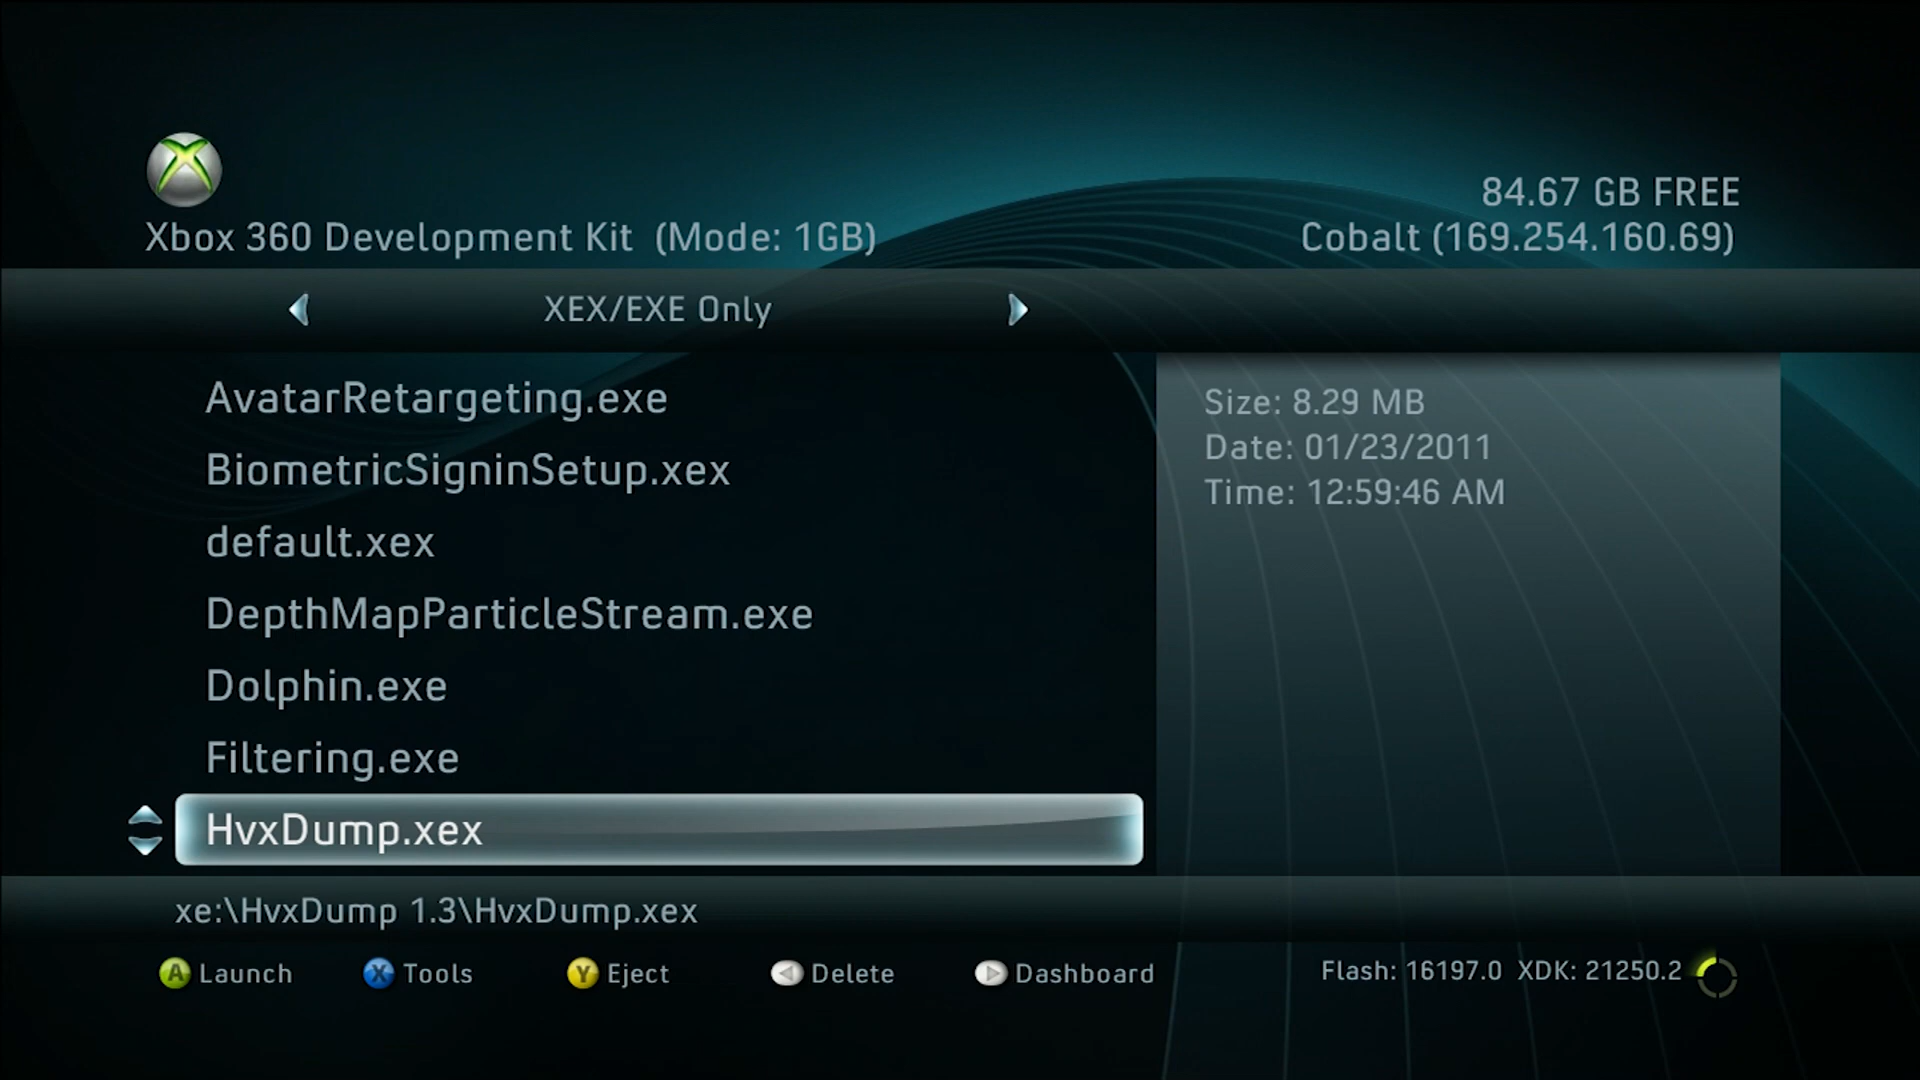 84.67 GB FREE
Xbox 360 Development Kit (Mode: 1GB)
Cobalt (169.254.160.69)
XEX/EXE Only
AvatarRetargeting.exe
BiometricSigninSetup.xex
default.xex
DepthMapParticleStream.exe
Dolphin.exe
Filtering.exe
HvxDump.xex
Size: 8.29 MB
Date: 01/23/2011
Time: 12:59:46 AM
xe:\HvxDump 1.3\HvxDump.xex
A Launch
X Tools
Y Eject
Delete
Dashboard
Flash: 16197.0 XDK: 21250.2